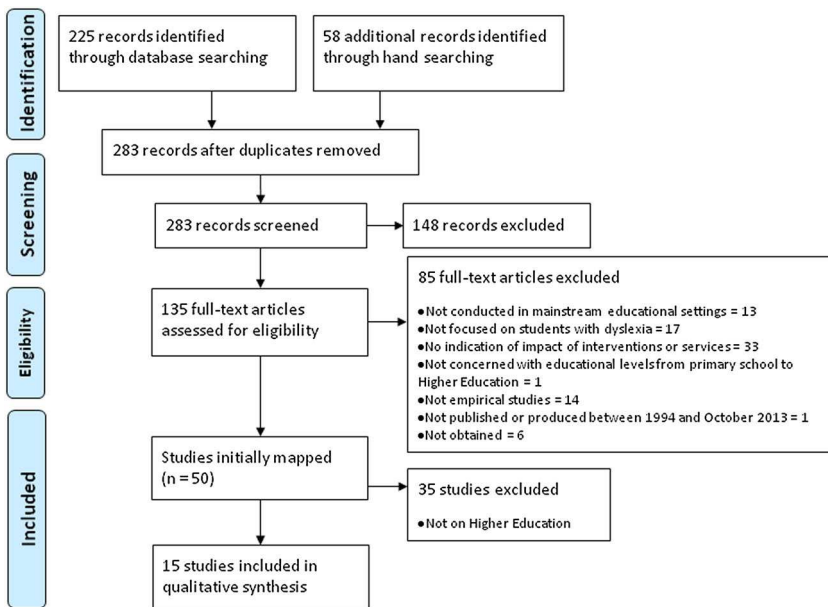 Identification
225 records identified
through database searching
58 additional records identified
through hand searching
283 records after duplicates removed
Screening
283 records screened
148 records excluded
Eligibility
135 full-text articles
assessed for eligibility
85 full-text articles excluded
●Not conducted in mainstream educational settings = 13
●Not focused on students with dyslexia = 17
●No indication of impact of interventions or services = 33
●Not concerned with educational levels from primary school to
Higher Education = 1
●Not empirical studies = 14
●Not published or produced between 1994 and October 2013 = 1
●Not obtained = 6
Included
Studies initially mapped
(n = 50)
35 studies excluded
●Not on Higher Education
15 studies included in
qualitative synthesis